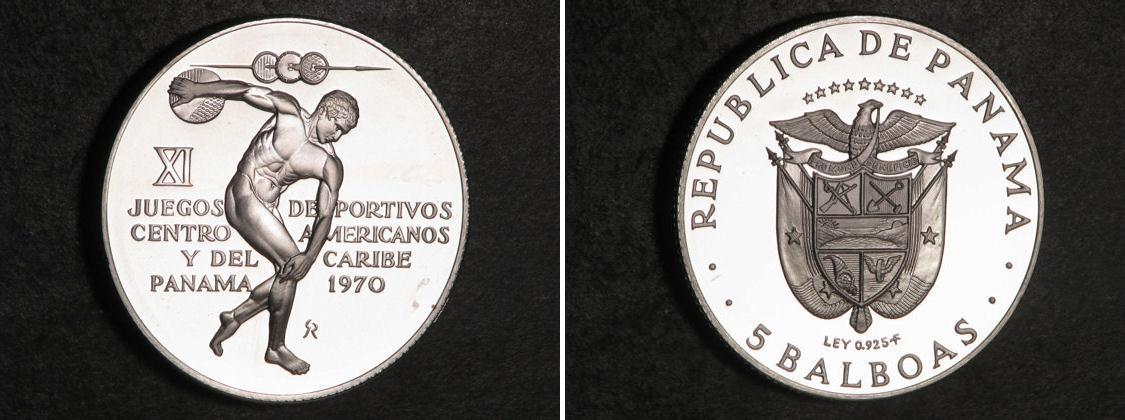 XI
JUEGOS DEPORTIVOS
CENTRO AMERICANOS
Y DEL CARIBE
PANAMA 1970
REPUBLICA DE PANAMA
LEY 0.925
5 BALBOAS